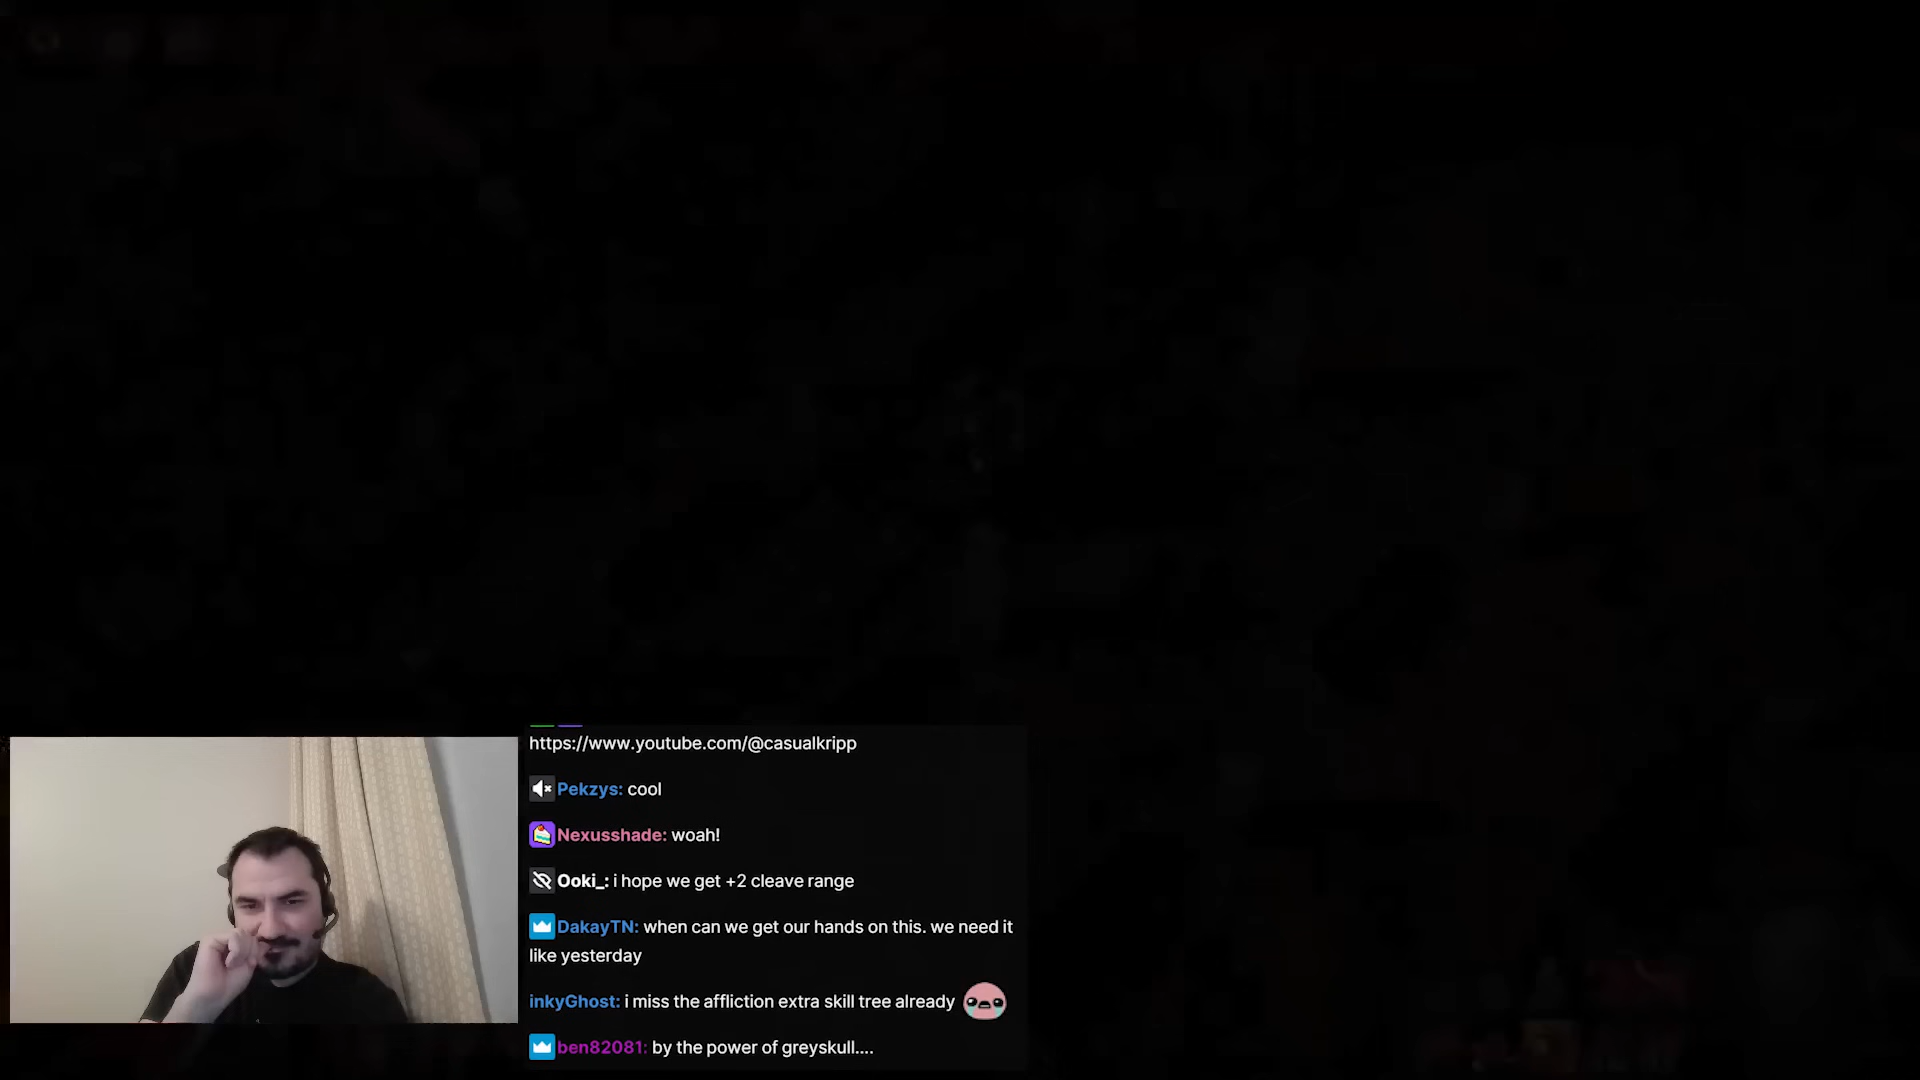 https://www.youtube.com/@casualkripp
Pekzys: cool
Nexusshade: woah!
Ooki_: i hope we get +2 cleave range
DakayTN: when can we get our hands on this. we need it
like yesterday
inkyGhost: i miss the affliction extra skill tree already
ben82081: by the power of greyskull....